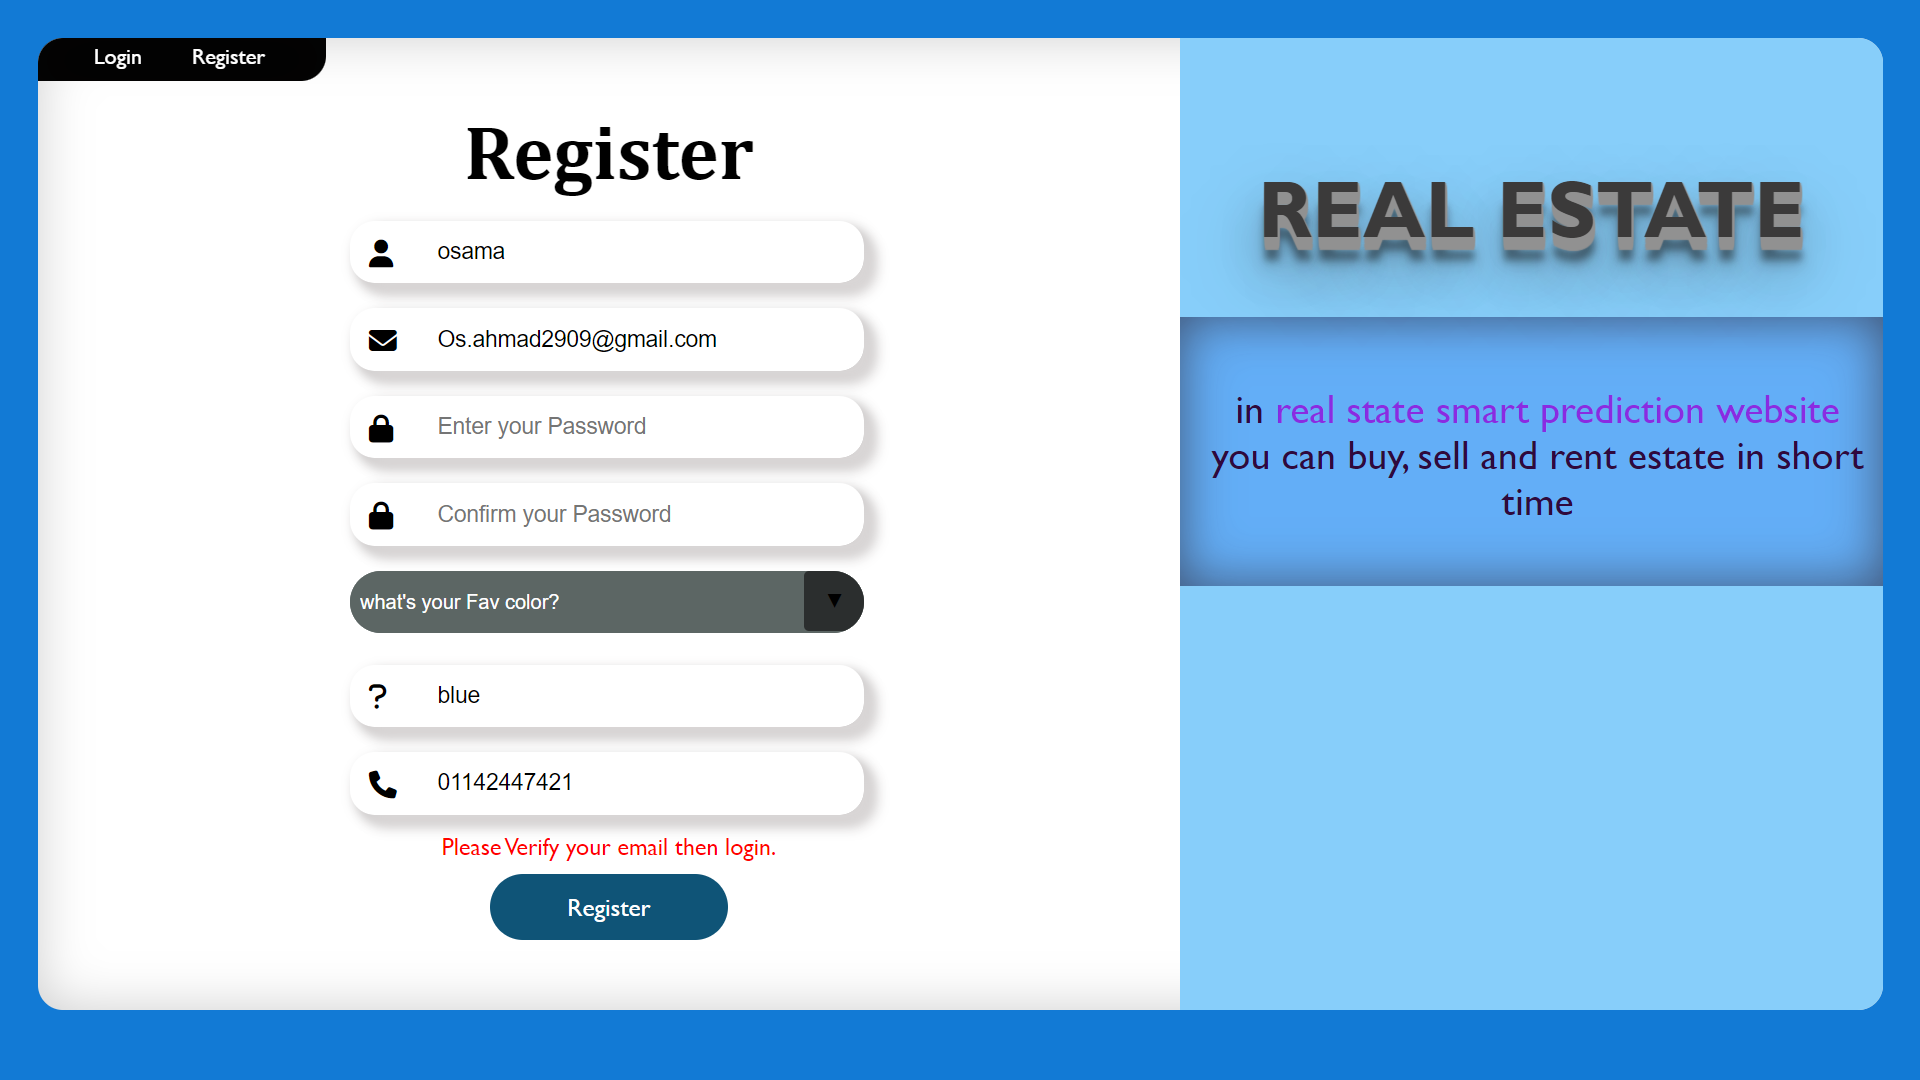 Login Register
Register
osama
Os.ahmad2909@gmail.com
Enter your Password
Confirm your Password
what's your Fav color?
blue
01142447421
Please Verify your email then login.
Register
REAL ESTATE
in real state smart prediction website
you can buy, sell and rent estate in short
time